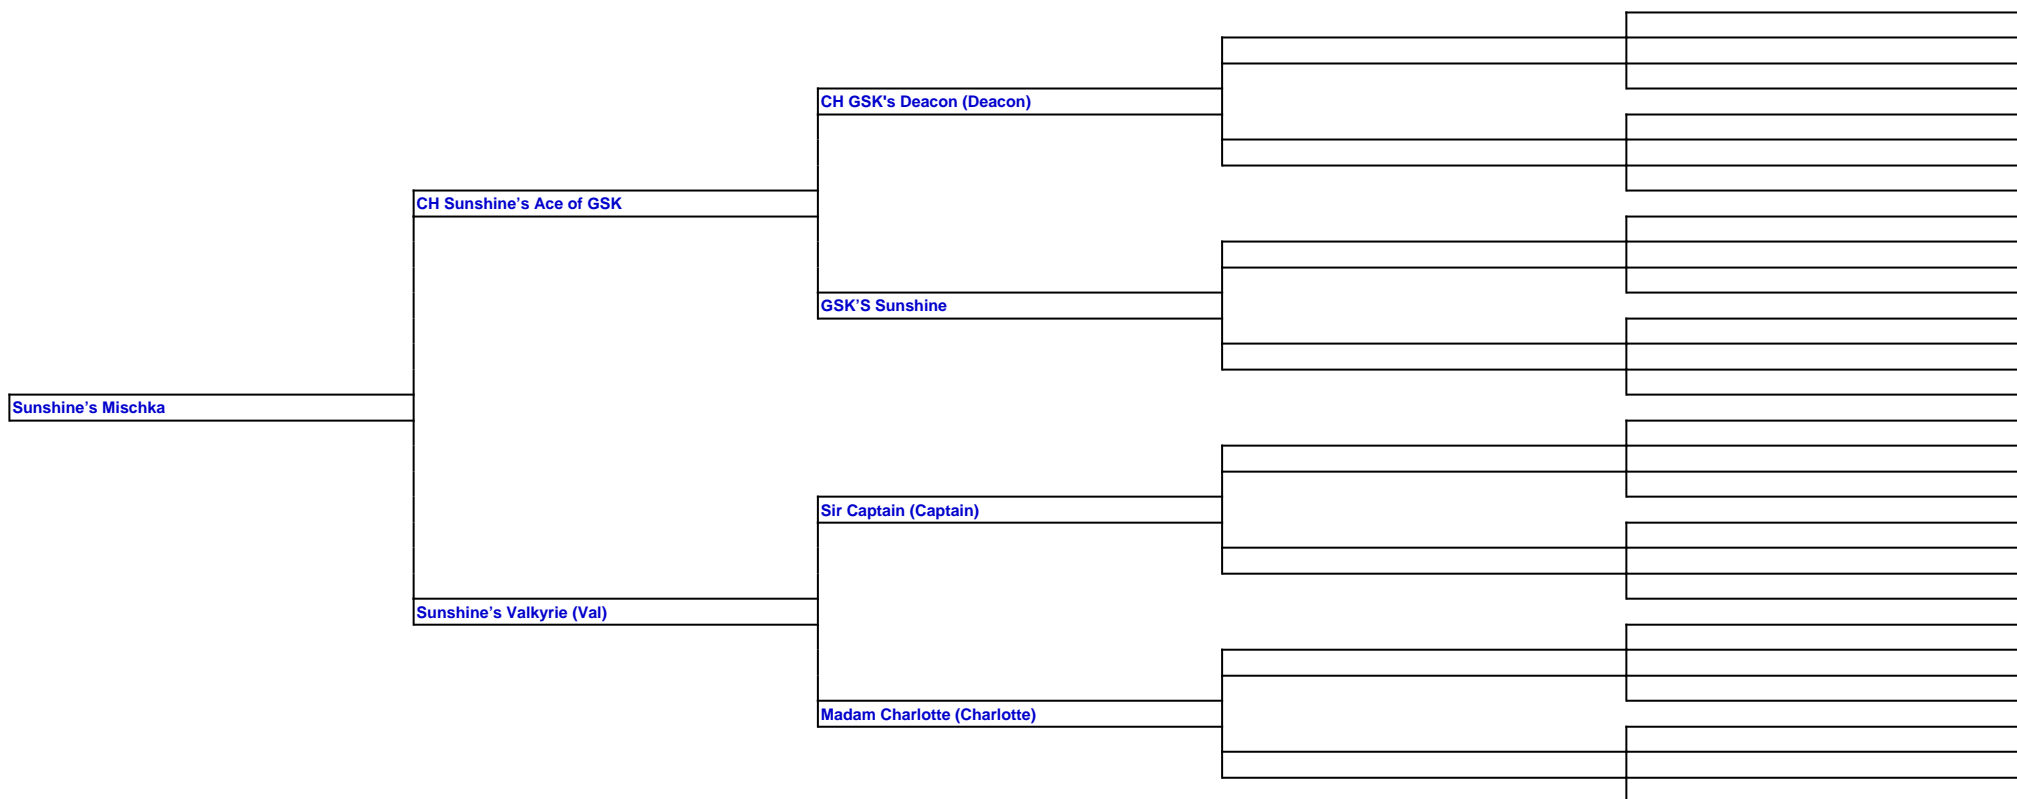 CH GSK's Deacon (Deacon)
CH Sunshine’s Ace of GSK
GSK’S Sunshine
Sunshine’s Mischka
Sir Captain (Captain)
Sunshine’s Valkyrie (Val)
Madam Charlotte (Charlotte)